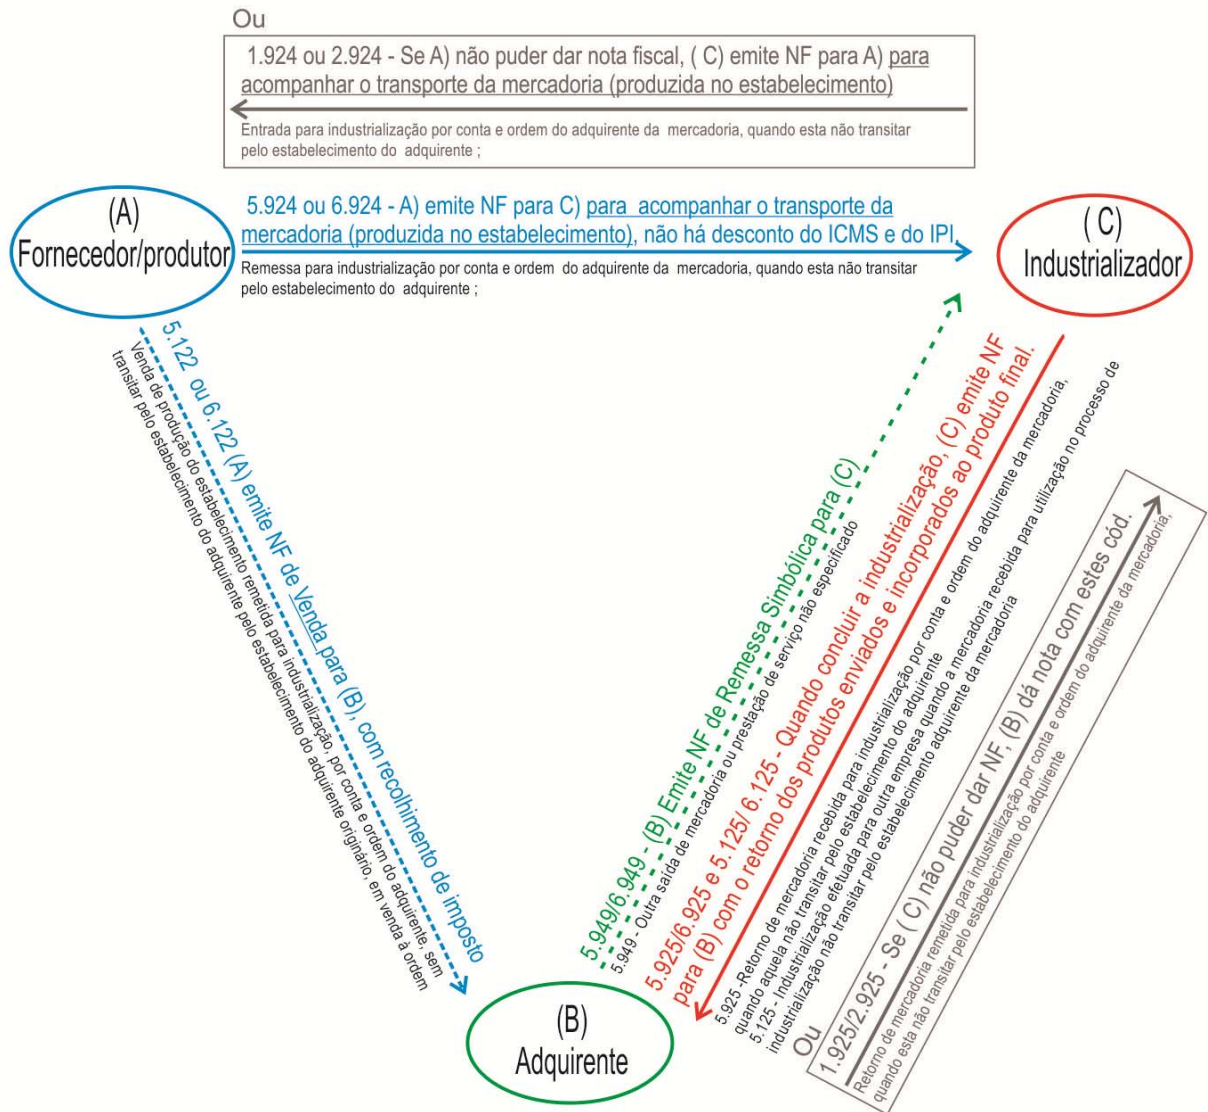 Ou
1.924 ou 2.924 - Se A) não puder dar nota fiscal, ( C) emite NF para A) para
acompanhar o transporte da mercadoria (produzida no estabelecimento)
Entrada para industrialização por conta e ordem do adquirente da mercadoria, quando esta não transitar
pelo estabelecimento do adquirente ;
(A)
Fornecedor/produtor
5.924 ou 6.924 - A) emite NF para C) para acompanhar o transporte da
mercadoria (produzida no estabelecimento), não há desconto do ICMS e do IPI,
Remessa para industrialização por conta e ordem do adquirente da mercadoria, quando esta não transitar
pelo estabelecimento do adquirente ;
( C)
Industrializador
5.122 ou 6.122 (A) emite NF de Venda para (B), com recolhimento de imposto
Venda de produção do estabelecimento remetida para industrialização, por conta e ordem do adquirente, sem
transitar pelo estabelecimento do adquirente pelo estabelecimento do adquirente originário, em venda à ordem
5.949/6.949 - (B) Emite NF de Remessa Simbólica para (C)
5.949 - Outra saída de mercadoria ou prestação de serviço não especificado
5.925/6.925 e 5.125/ 6.125 - Quando concluir a industrialização, (C) emite NF
para (B) com o retorno dos produtos enviados e incorporados ao produto final.
5.925 -Retorno de mercadoria recebida para industrialização por conta e ordem do adquirente da mercadoria,
quando aquela não transitar pelo estabelecimento do adquirente
5.125 - Industrialização efetuada para outra empresa quando a mercadoria recebida para utilização no processo de
industrialização não transitar pelo estabelecimento adquirente da mercadoria
Ou
1.925/2.925 - Se ( C) não puder dar NF, (B) dá nota com estes cód.
Retorno de mercadoria remetida para industrialização por conta e ordem do adquirente da mercadoria,
quando esta não transitar pelo estabelecimento do adquirente
(B)
Adquirente